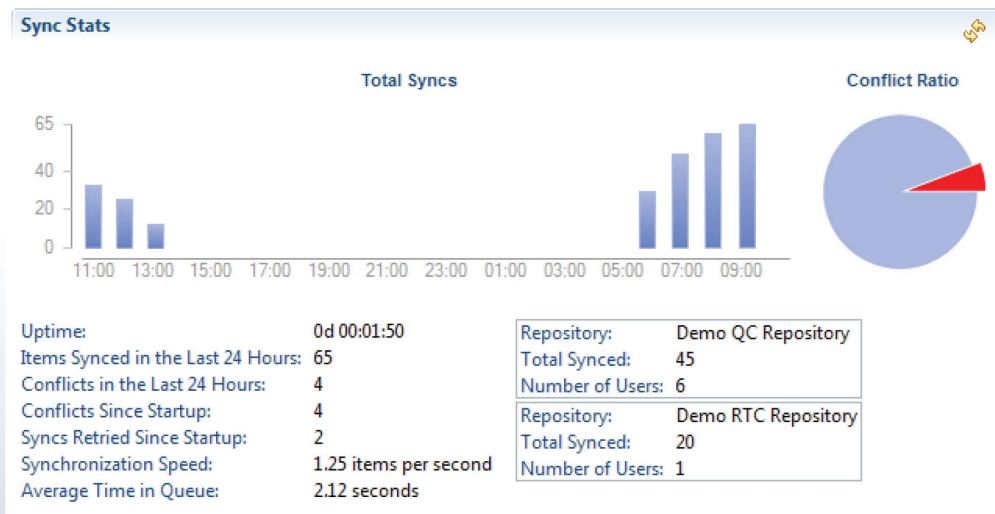 Sync Stats
Total Syncs
Conflict Ratio
65
40
20
0
11:00 13:00 15:00 17:00 19:00 21:00 23:00 01:00 03:00 05:00 07:00 09:00
Uptime: 0d 00:01:50
Items Synced in the Last 24 Hours: 65
Conflicts in the Last 24 Hours: 4
Conflicts Since Startup: 4
Syncs Retried Since Startup: 2
Synchronization Speed: 1.25 items per second
Average Time in Queue: 2.12 seconds
Repository: Demo QC Repository
Total Synced: 45
Number of Users: 6
Repository: Demo RTC Repository
Total Synced: 20
Number of Users: 1